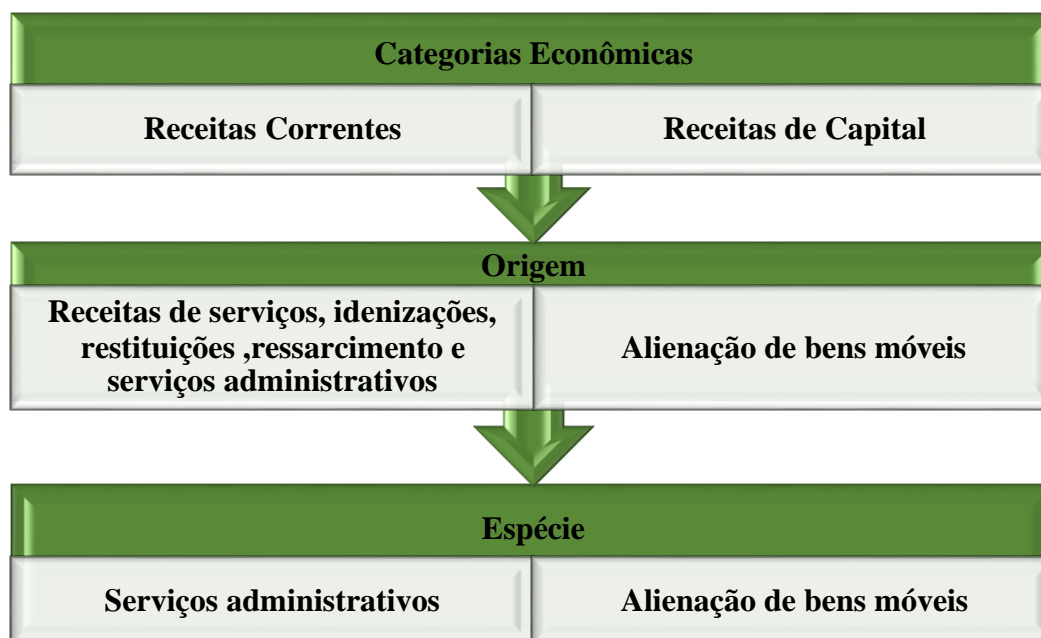 Categorias Econômicas
Receitas Correntes
Receitas de Capital
Origem
Receitas de serviços, idenizações,
restituições ,ressarcimento e
serviços administrativos
Alienação de bens móveis
Espécie
Serviços administrativos
Alienação de bens móveis